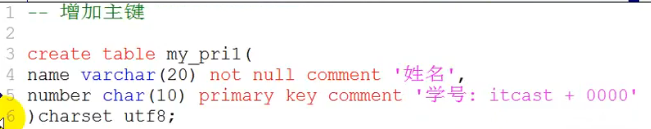 1 -- 增加主键
2
3 create table my_pri1(
4 name varchar(20) not null comment '姓名',
5 number char(10) primary key comment '学号: itcast + 0000'
6 )charset utf8;